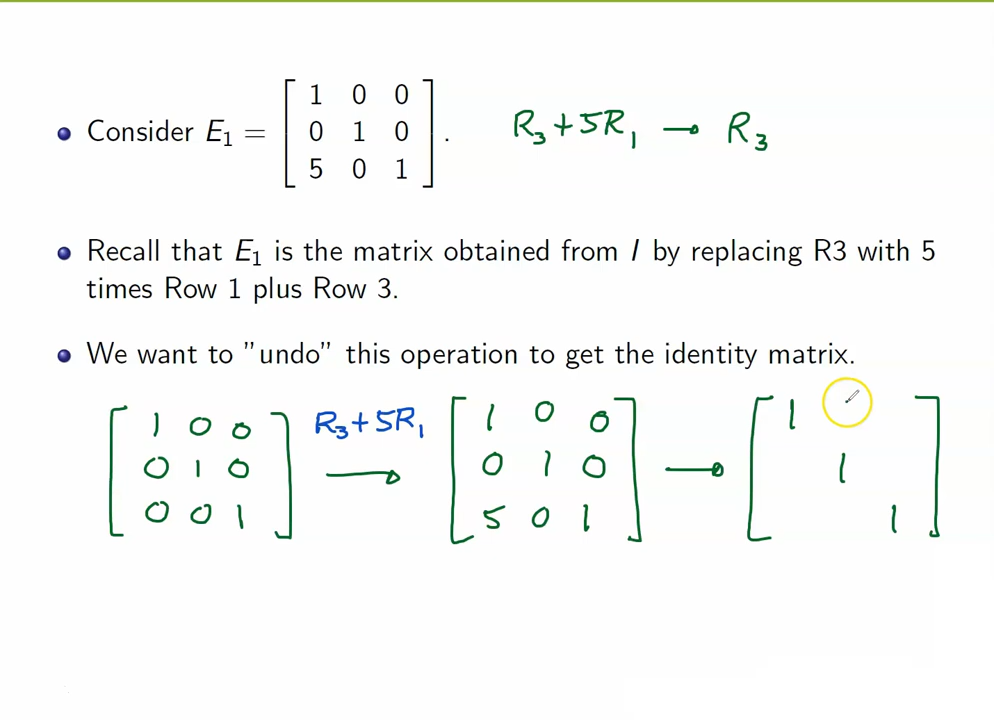 • Consider E₁ = [ 1 0 0
0 1 0
5 0 1 ] . R₃+5R₁ → R₃
• Recall that E₁ is the matrix obtained from I by replacing R3 with 5
times Row 1 plus Row 3.
• We want to "undo" this operation to get the identity matrix.
[ 1 0 0 R₃+5R₁ [ 1 0 0 [ 1
0 1 0 → 0 1 0 → 1
0 0 1 ] 5 0 1 ] 1 ]